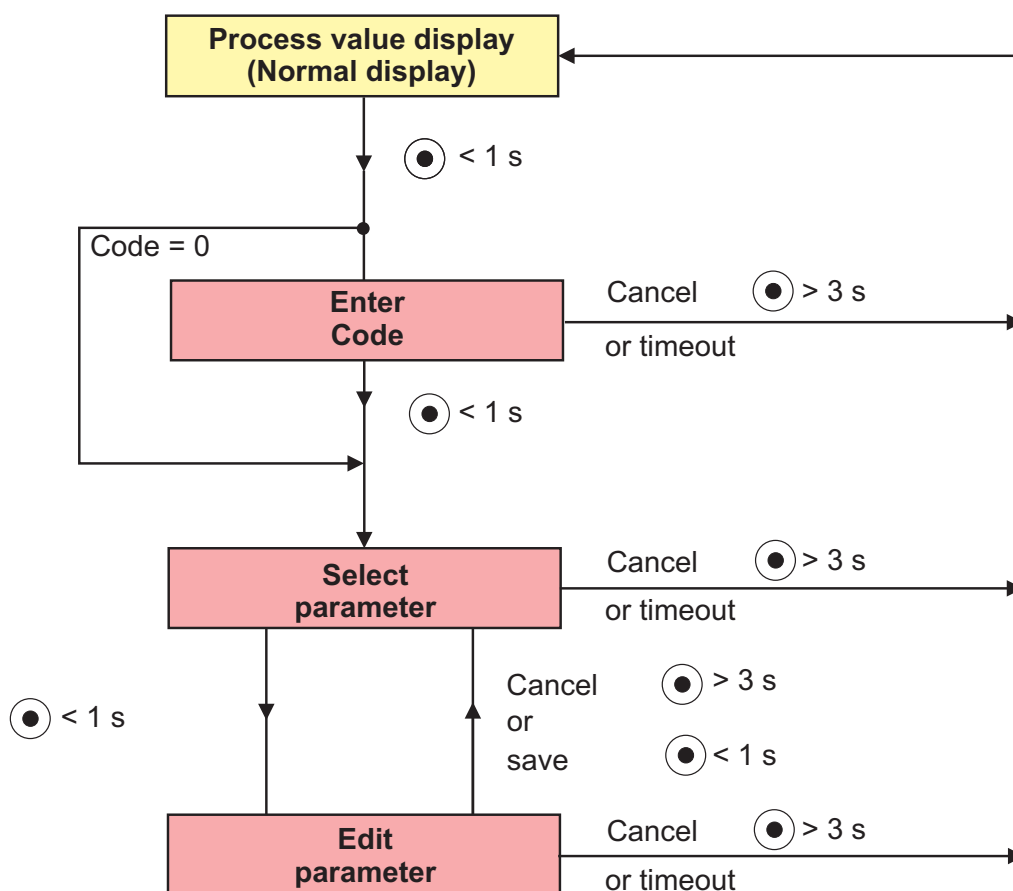 Process value display
(Normal display)
< 1 s
Code = 0
Enter
Code
Cancel > 3 s
or timeout
< 1 s
Select
parameter
Cancel > 3 s
or timeout
< 1 s
Cancel > 3 s
or
save < 1 s
Edit
parameter
Cancel > 3 s
or timeout